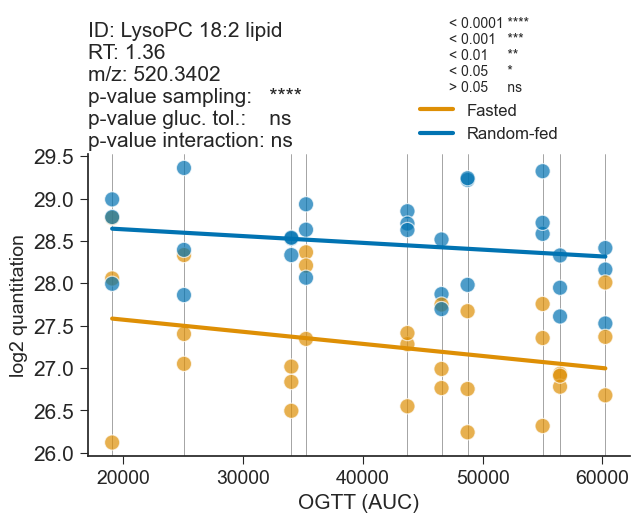 ID: LysoPC 18:2 lipid
RT: 1.36
m/z: 520.3402
p-value sampling: ****
p-value gluc. tol.: ns
p-value interaction: ns
< 0.0001 ****
< 0.001 ***
< 0.01 **
< 0.05 *
> 0.05 ns
Fasted
Random-fed
29.5
29.0
28.5
28.0
27.5
27.0
26.5
26.0
log2 quantitation
20000 30000 40000 50000 60000
OGTT (AUC)